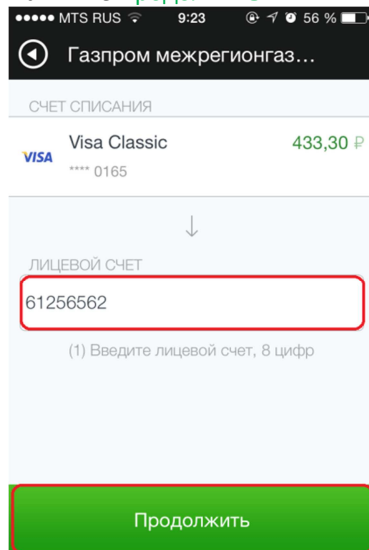 MTS RUS 9:23 56 %
Газпром межрегионгаз...
СЧЕТ СПИСАНИЯ
VISA Visa Classic 433,30 ₽
**** 0165
ЛИЦЕВОЙ СЧЕТ
61256562
(1) Введите лицевой счет, 8 цифр
Продолжить